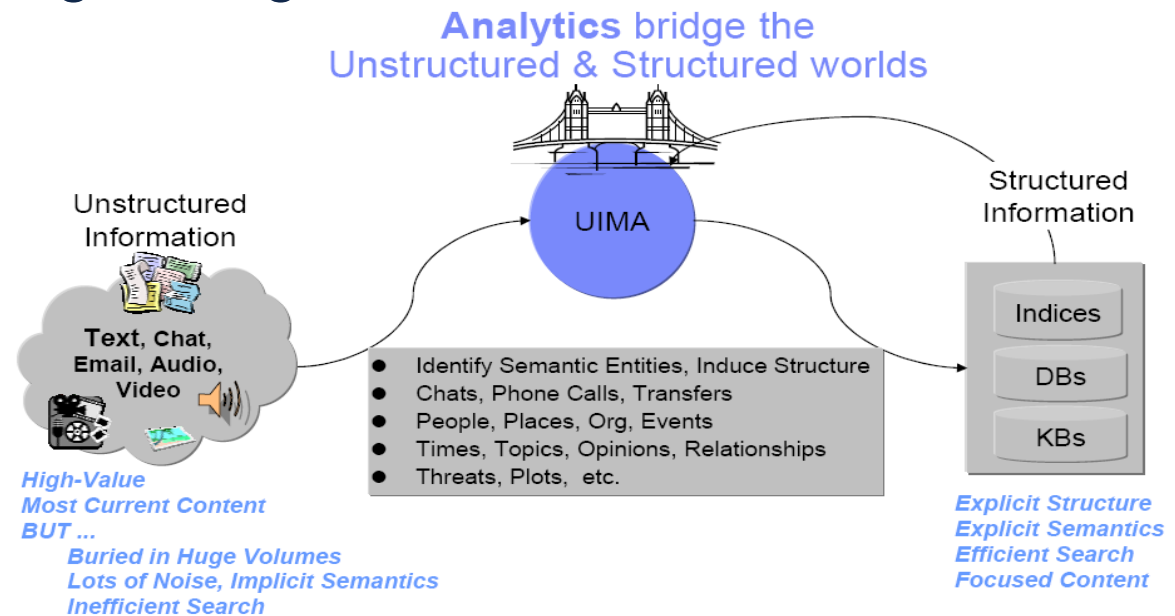 Analytics bridge the
Unstructured & Structured worlds
UIMA
Unstructured
Information
Text, Chat,
Email, Audio,
Video
High-Value
Most Current Content
BUT ...
Buried in Huge Volumes
Lots of Noise, Implicit Semantics
Inefficient Search
● Identify Semantic Entities, Induce Structure
● Chats, Phone Calls, Transfers
● People, Places, Org, Events
● Times, Topics, Opinions, Relationships
● Threats, Plots, etc.
Structured
Information
Indices
DBs
KBs
Explicit Structure
Explicit Semantics
Efficient Search
Focused Content